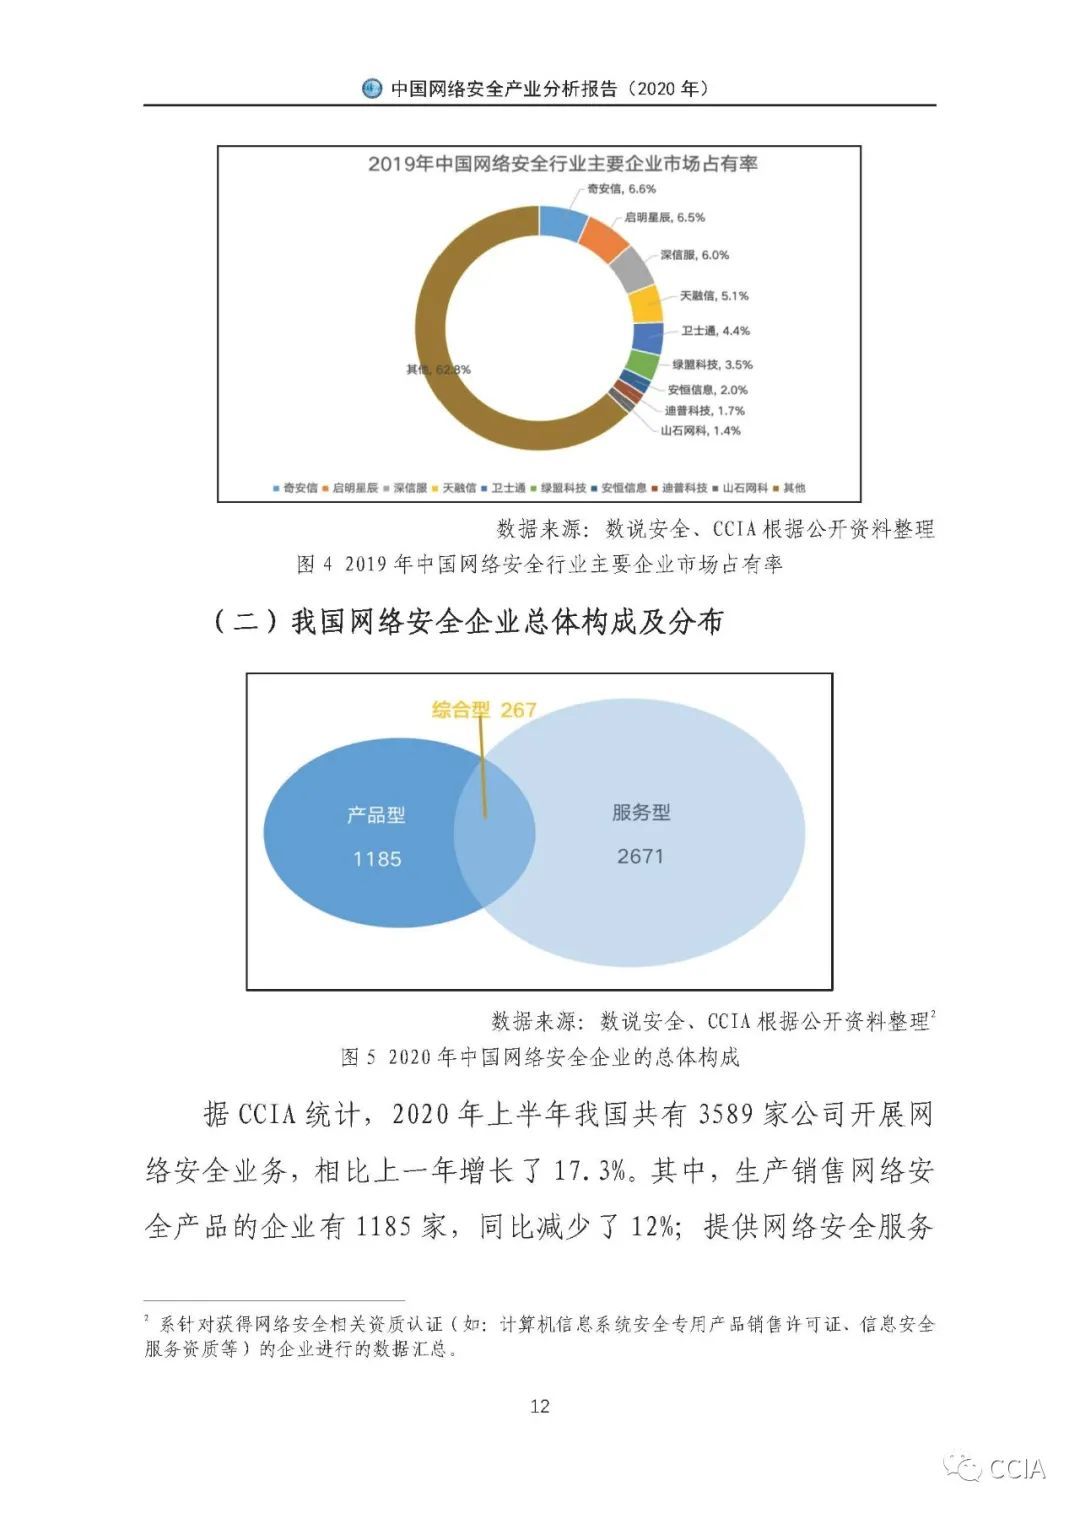 中国网络安全产业分析报告（2020 年）
2019年中国网络安全行业主要企业市场占有率
奇安信, 6.6%
启明星辰, 6.5%
深信服, 6.0%
天融信, 5.1%
卫士通, 4.4%
绿盟科技, 3.5%
其他, 62.8%
安恒信息, 2.0%
迪普科技, 1.7%
山石网科, 1.4%
奇安信 启明星辰 深信服 天融信 卫士通 绿盟科技 安恒信息 迪普科技 山石网科 其他
数据来源：数说安全、CCIA 根据公开资料整理
图 4 2019 年中国网络安全行业主要企业市场占有率
（二）我国网络安全企业总体构成及分布
综合型 267
产品型
服务型
1185
2671
数据来源：数说安全、CCIA 根据公开资料整理2
图 5 2020 年中国网络安全企业的总体构成
据 CCIA 统计，2020 年上半年我国共有 3589 家公司开展网
络安全业务，相比上一年增长了 17.3%。其中，生产销售网络安
全产品的企业有 1185 家，同比减少了 12%；提供网络安全服务
2 系针对获得网络安全相关资质认证（如：计算机信息系统安全专用产品销售许可证、信息安全
服务资质等）的企业进行的数据汇总。
12
CCIA